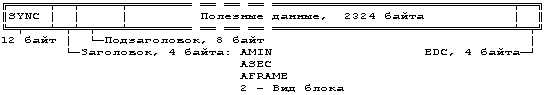 SYNC Полезные данные, 2324 байта
12 байт Подзаголовок, 8 байт
Заголовок, 4 байта: AMIN EDC, 4 байта
ASEC
AFRAME
2 - Вид блока